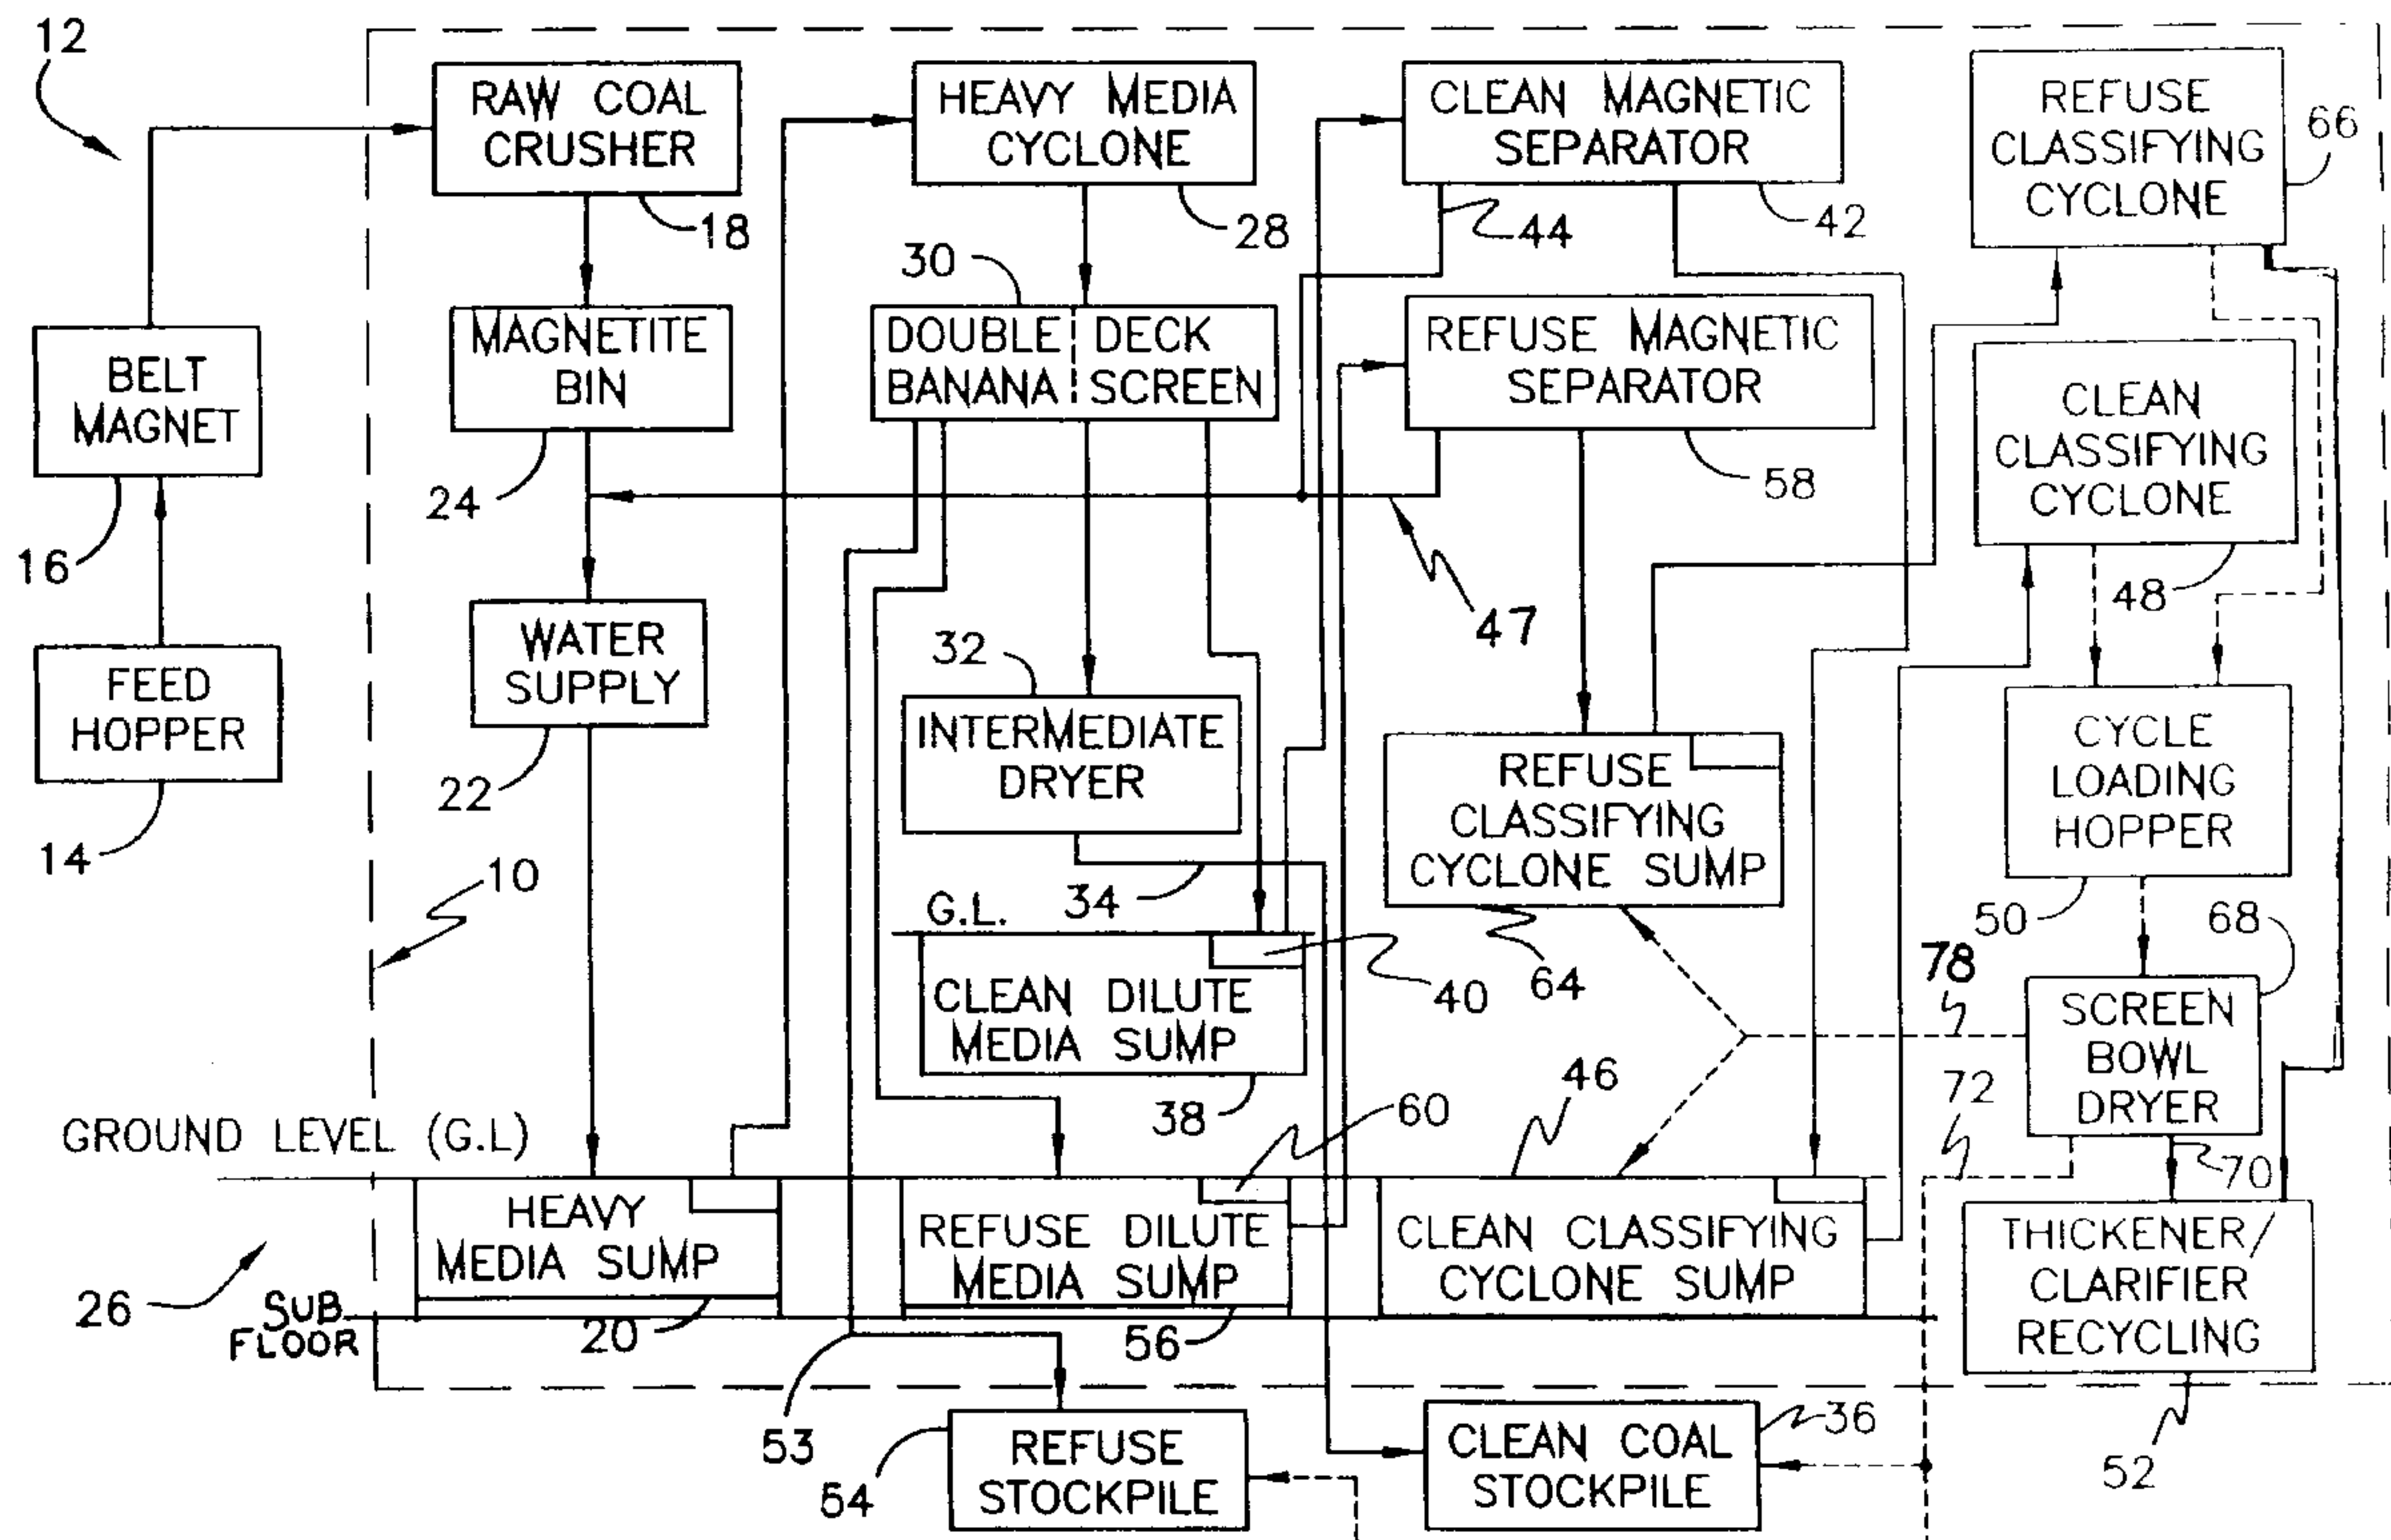 12
RAW COAL
CRUSHER
18
HEAVY MEDIA
CYCLONE
28
CLEAN MAGNETIC
SEPARATOR
44
42
REFUSE
CLASSIFYING
CYCLONE
66
BELT
MAGNET
16
MAGNETITE
BIN
24
30
DOUBLE DECK
BANANA SCREEN
REFUSE MAGNETIC
SEPARATOR
58
47
CLEAN
CLASSIFYING
CYCLONE
48
FEED
HOPPER
14
WATER
SUPPLY
22
32
INTERMEDIATE
DRYER
34
REFUSE
CLASSIFYING
CYCLONE SUMP
64
CYCLE
LOADING
HOPPER
50
10
G.L.
40
CLEAN DILUTE
MEDIA SUMP
38
78
68
SCREEN
BOWL
DRYER
72
70
GROUND LEVEL (G.L)
60
46
HEAVY
MEDIA SUMP
20
REFUSE DILUTE
MEDIA SUMP
56
CLEAN CLASSIFYING
CYCLONE SUMP
THICKENER/
CLARIFIER
RECYCLING
52
26
SUB
FLOOR
53
54
REFUSE
STOCKPILE
CLEAN COAL
STOCKPILE
36